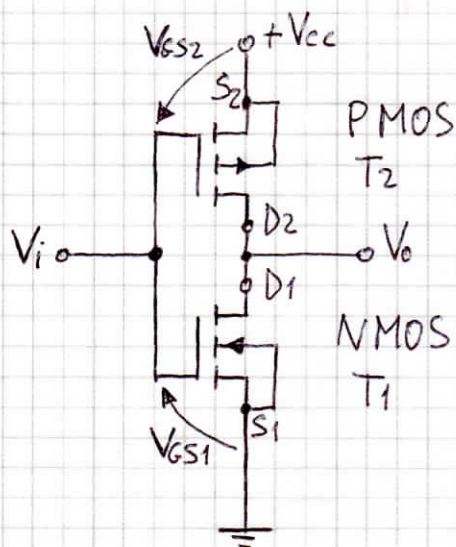 +Vcc
VGS2
S2
PMOS
T2
D2
Vi
Vo
D1
NMOS
T1
VGS1
S1